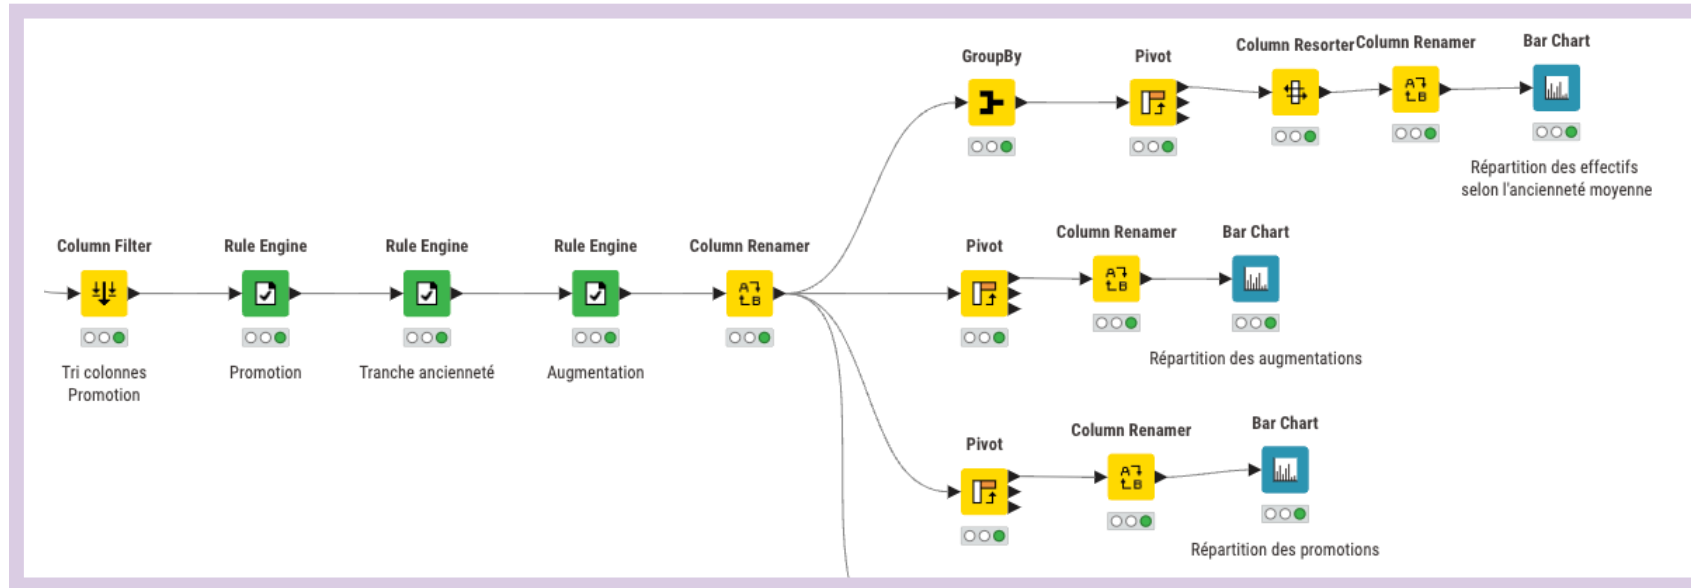 GroupBy
Pivot
Column Resorter
Column Renamer
Bar Chart
Répartition des effectifs
selon l'ancienneté moyenne
Column Filter
Rule Engine
Rule Engine
Rule Engine
Column Renamer
Tri colonnes
Promotion
Promotion
Tranche ancienneté
Augmentation
Pivot
Column Renamer
Bar Chart
Répartition des augmentations
Pivot
Column Renamer
Bar Chart
Répartition des promotions